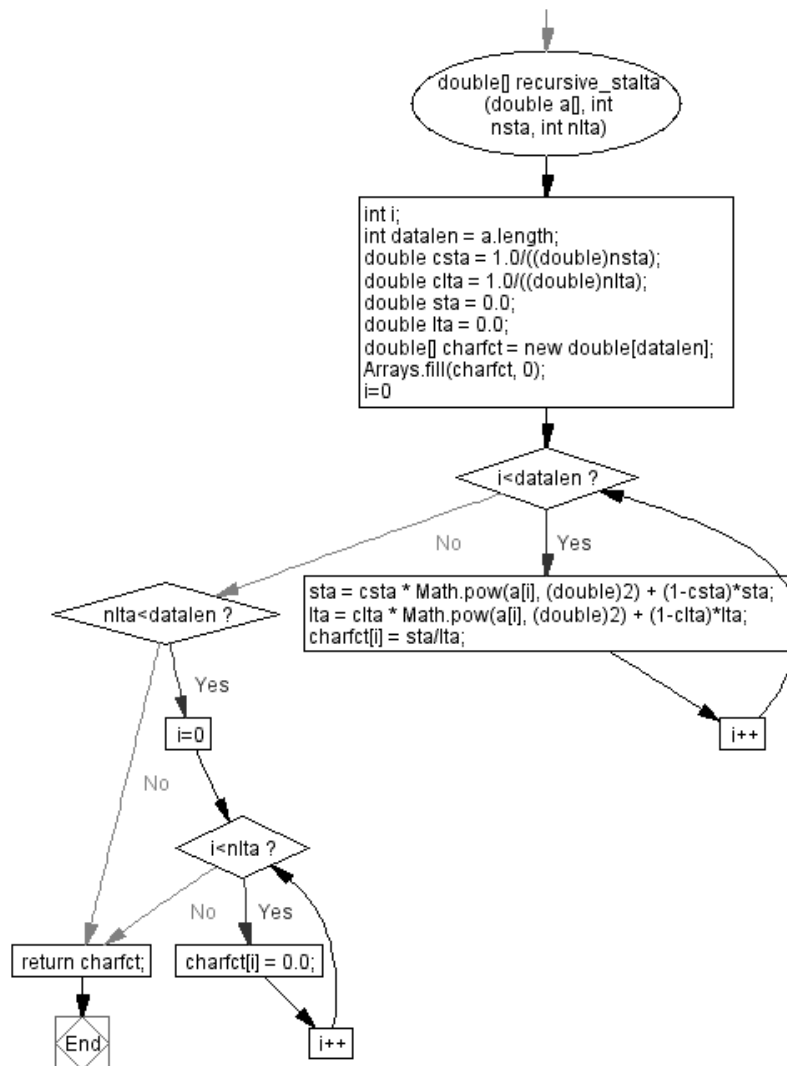 double[] recursive_stalta
(double a[], int
nsta, int nlta)
int i;
int datalen = a.length;
double csta = 1.0/((double)nsta);
double clta = 1.0/((double)nlta);
double sta = 0.0;
double lta = 0.0;
double[] charfct = new double[datalen];
Arrays.fill(charfct, 0);
i=0
i<datalen ?
No
Yes
sta = csta * Math.pow(a[i], (double)2) + (1-csta)*sta;
lta = clta * Math.pow(a[i], (double)2) + (1-clta)*lta;
charfct[i] = sta/lta;
i++
nlta<datalen ?
Yes
i=0
No
i<nlta ?
No
Yes
return charfct;
charfct[i] = 0.0;
i++
End